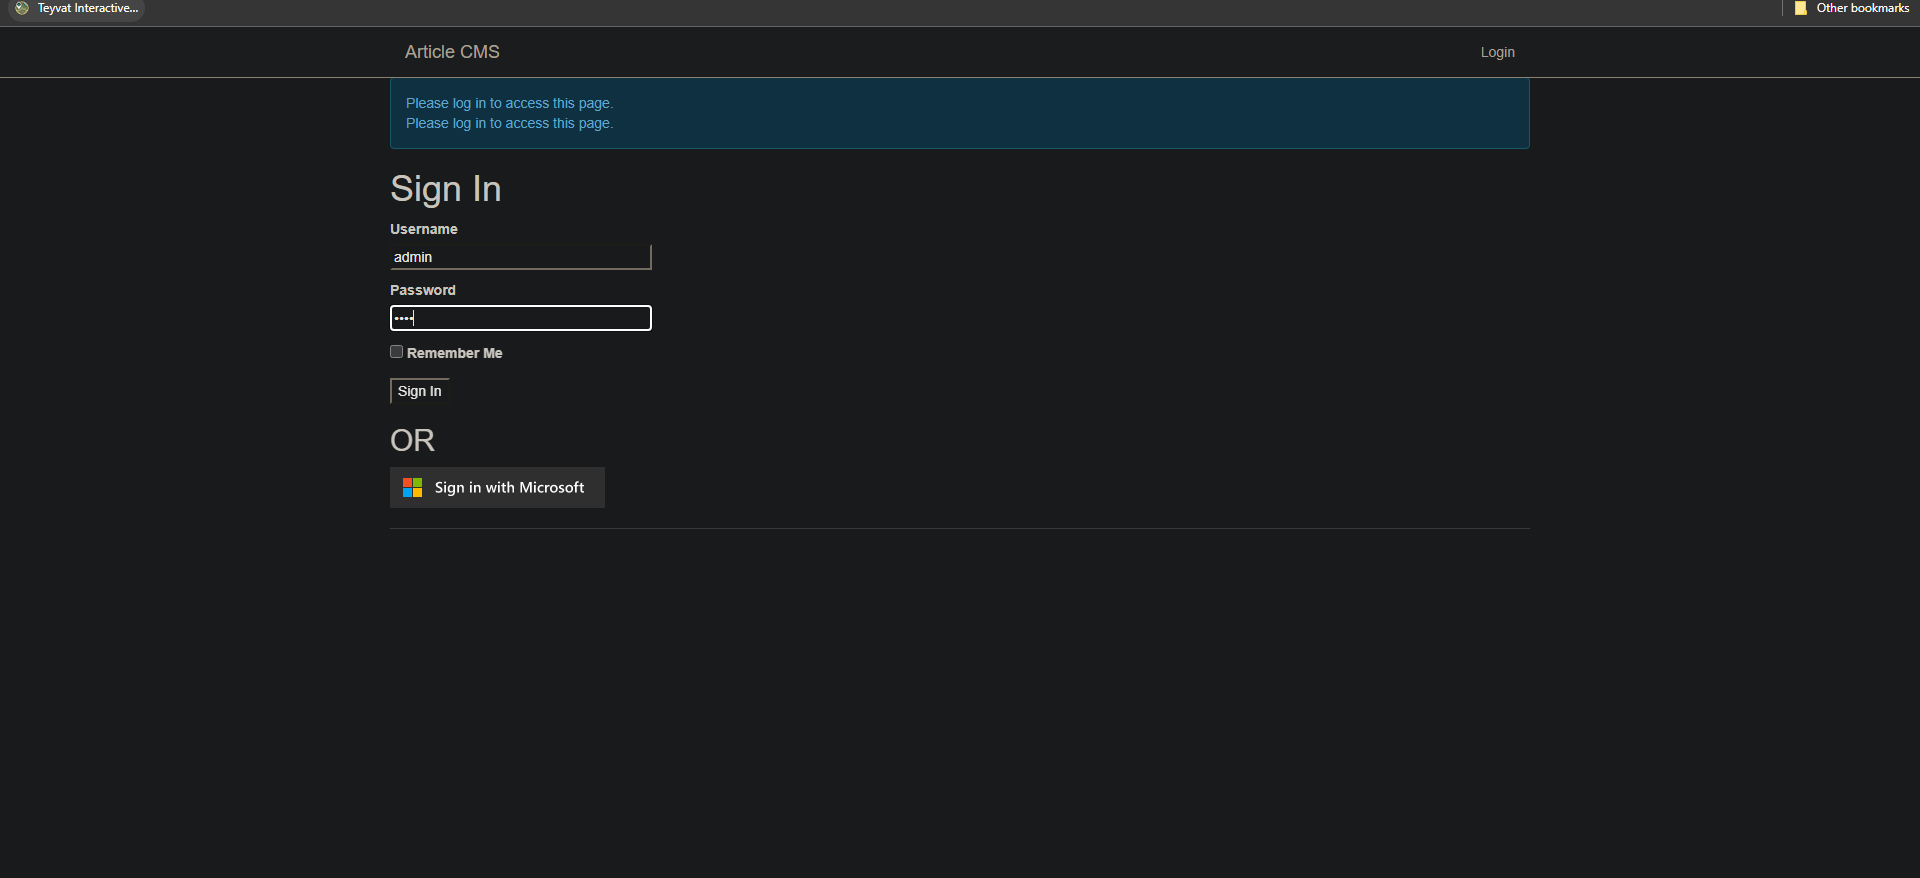 Teyvat Interactive...
Other bookmarks
Article CMS
Login
Please log in to access this page.
Please log in to access this page.
Sign In
Username
admin
Password
••••
Remember Me
Sign In
OR
Sign in with Microsoft